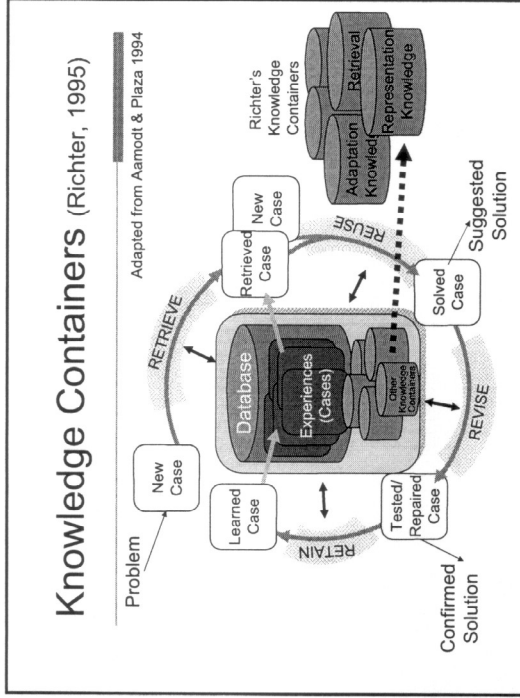 Knowledge Containers (Richter, 1995)
Adapted from Aamodt & Plaza 1994
Problem
New
Case
RETRIEVE
Retrieved
Case
New
Case
REUSE
Richter's
Knowledge
Containers
Adaptation
Knowledge
Retrieval
Representation
Knowledge
Learned
Case
Database
Experiences
(Cases)
Other
Knowledge
Containers
RETAIN
Tested/
Repaired
Case
REVISE
Solved
Case
Suggested
Solution
Confirmed
Solution